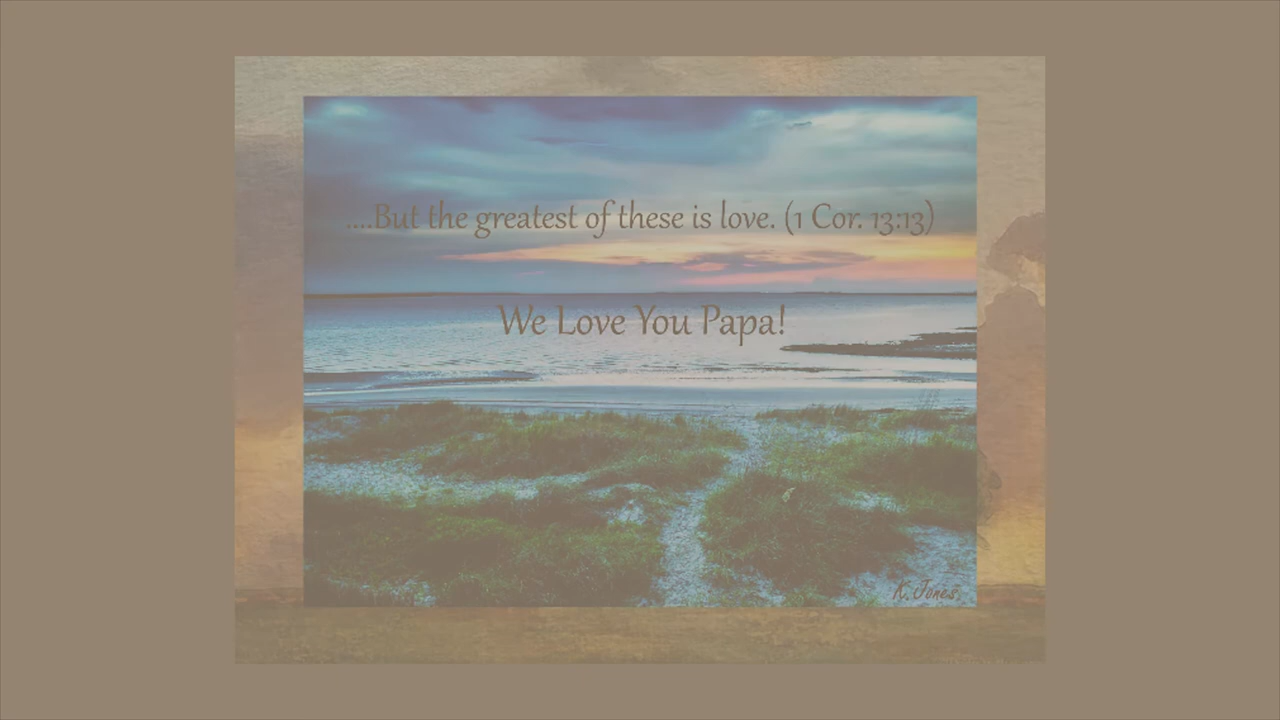 ....But the greatest of these is love. (1 Cor. 13:13)
We Love You Papa!
K. Jones